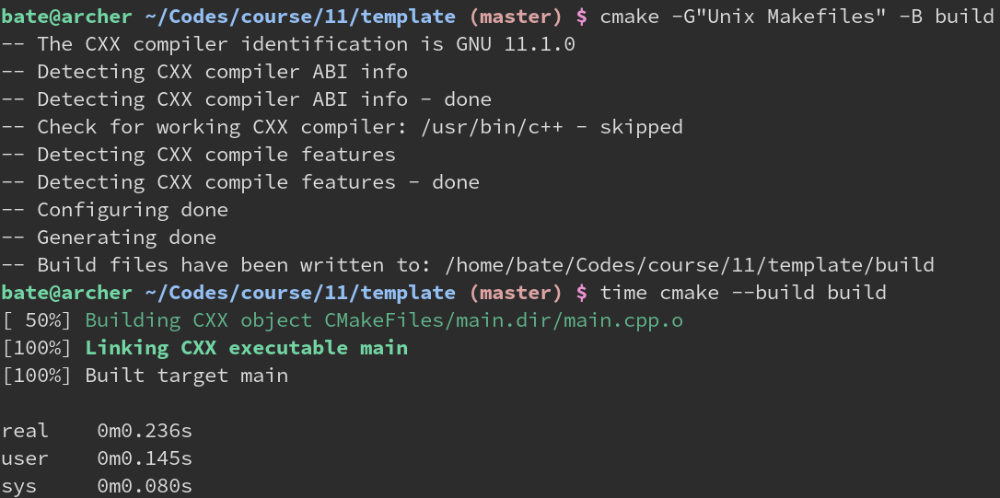 bate@archer ~/Codes/course/11/template (master) $ cmake -G"Unix Makefiles" -B build
-- The CXX compiler identification is GNU 11.1.0
-- Detecting CXX compiler ABI info
-- Detecting CXX compiler ABI info - done
-- Check for working CXX compiler: /usr/bin/c++ - skipped
-- Detecting CXX compile features
-- Detecting CXX compile features - done
-- Configuring done
-- Generating done
-- Build files have been written to: /home/bate/Codes/course/11/template/build
bate@archer ~/Codes/course/11/template (master) $ time cmake --build build
[ 50%] Building CXX object CMakeFiles/main.dir/main.cpp.o
[100%] Linking CXX executable main
[100%] Built target main
real    0m0.236s
user    0m0.145s
sys     0m0.080s